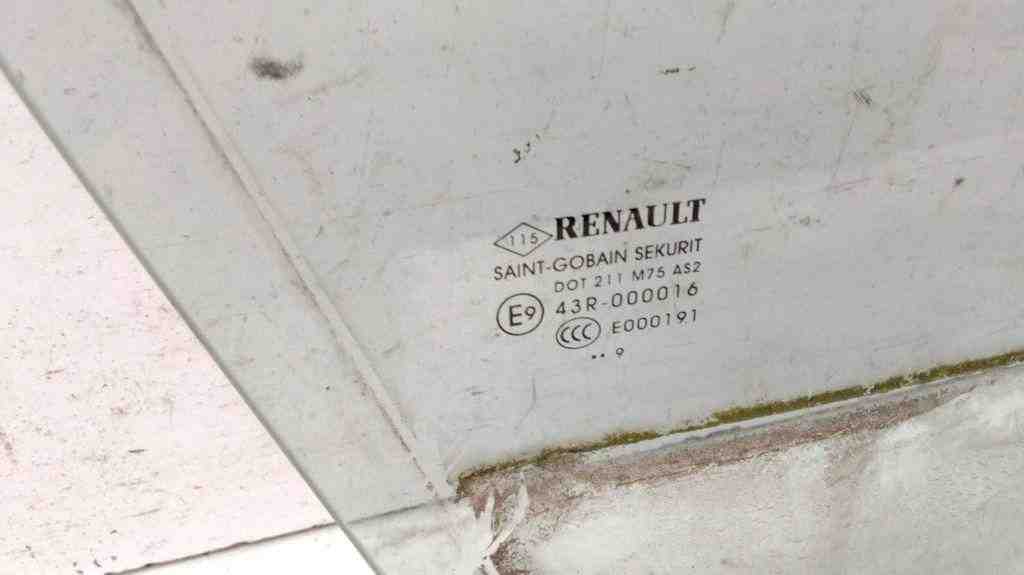 115 RENAULT
SAINT-GOBAIN SEKURIT
DOT 211 M75 AS2
E9 43R-000016
CCC E000191
.. 9